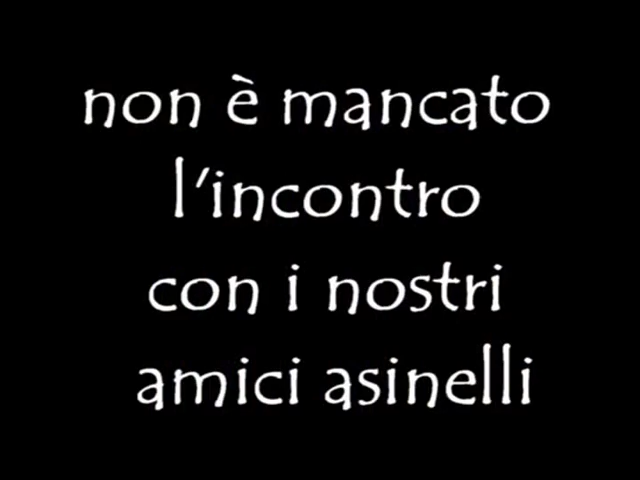 non è mancato
l'incontro
con i nostri
amici asinelli